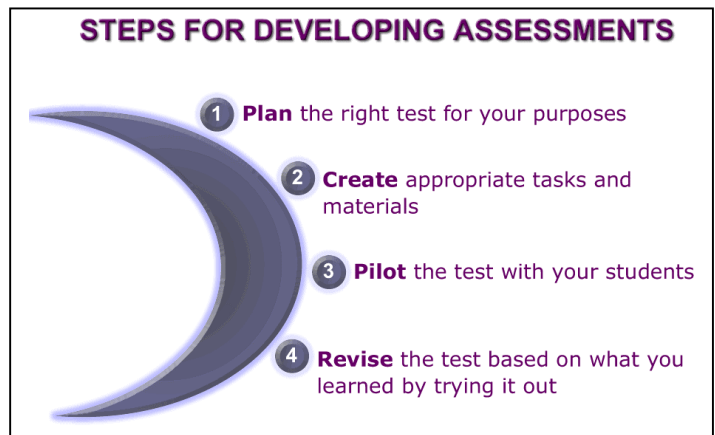 STEPS FOR DEVELOPING ASSESSMENTS
1 Plan the right test for your purposes
2 Create appropriate tasks and
materials
3 Pilot the test with your students
4 Revise the test based on what you
learned by trying it out